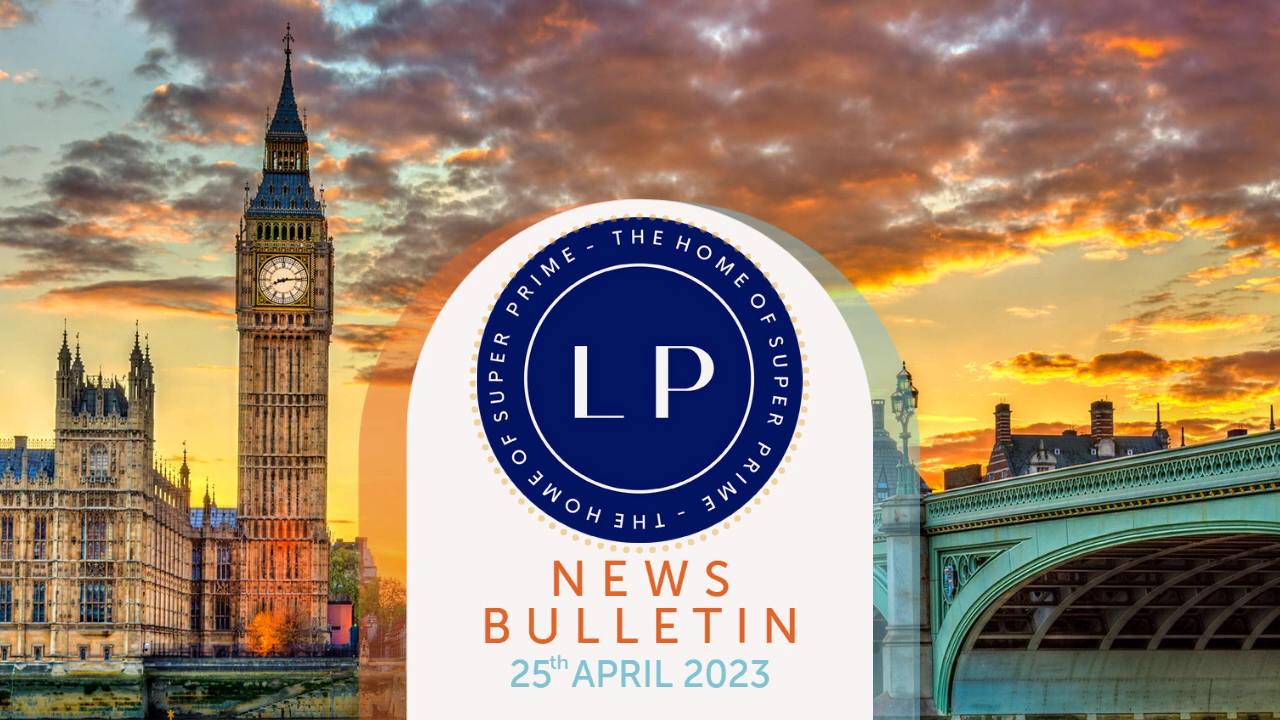 THE HOME OF SUPER PRIME - THE HOME OF SUPER PRIME -
LP
NEWS
BULLETIN
25th APRIL 2023